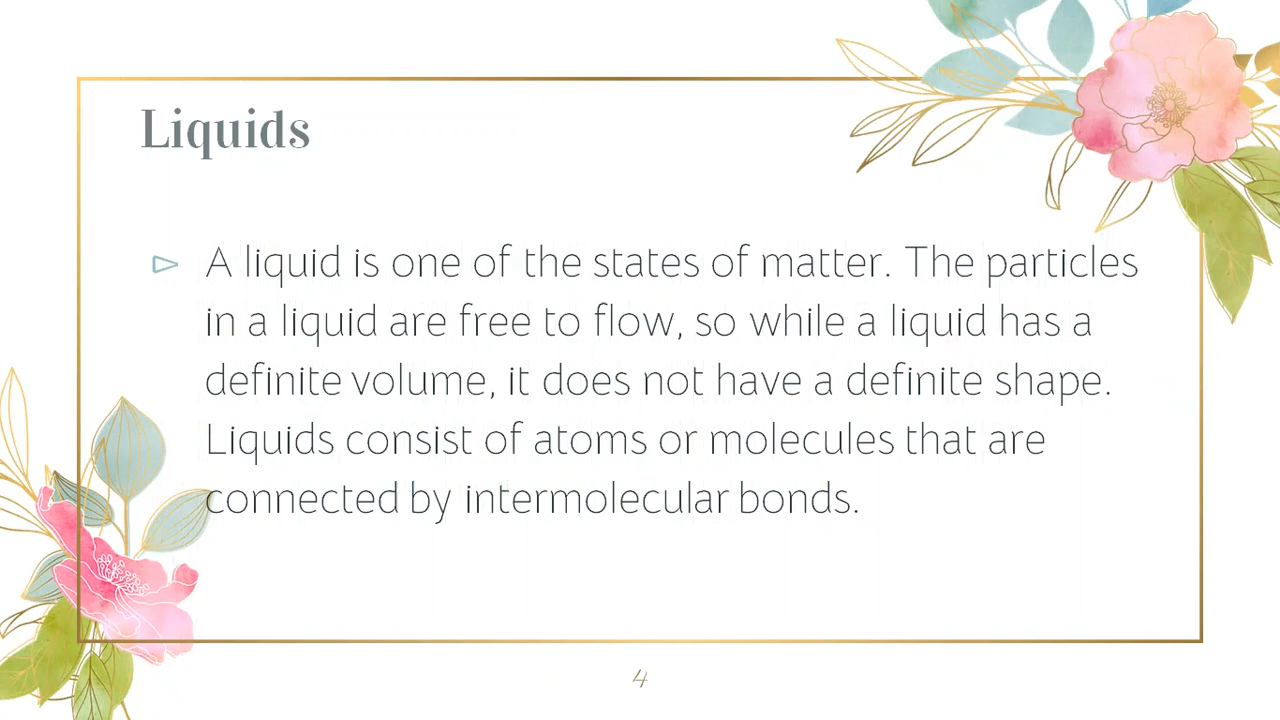 Liquids
A liquid is one of the states of matter. The particles
in a liquid are free to flow, so while a liquid has a
definite volume, it does not have a definite shape.
Liquids consist of atoms or molecules that are
connected by intermolecular bonds.
4